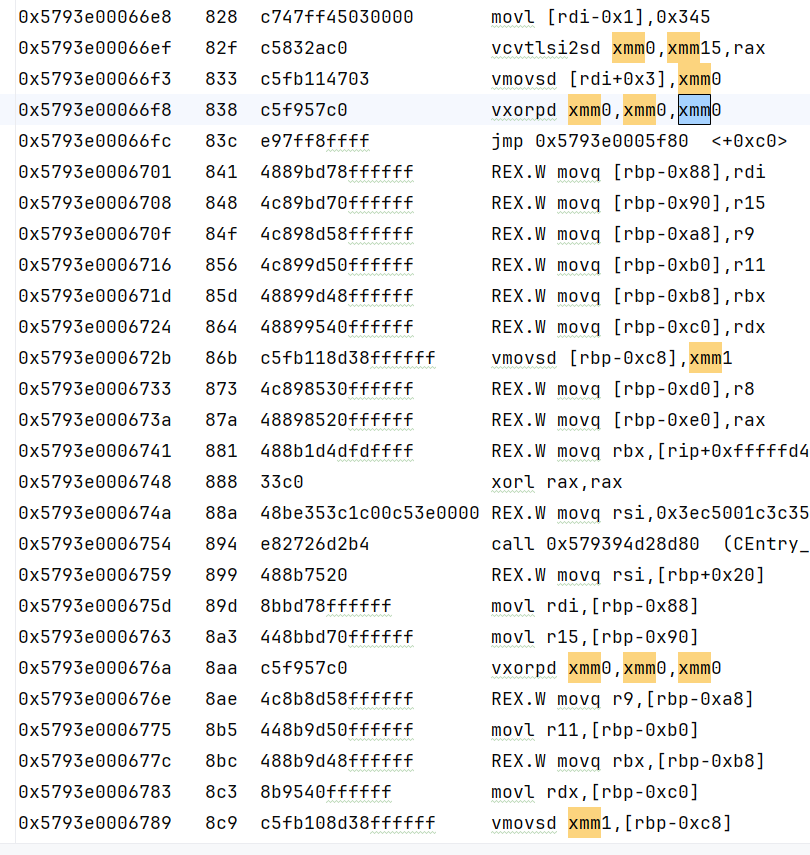 0x5793e00066e8 828 c747ff45030000 movl [rdi-0x1],0x345
0x5793e00066ef 82f c5832ac0 vcvtlsi2sd xmm0,xmm15,rax
0x5793e00066f3 833 c5fb114703 vmovsd [rdi+0x3],xmm0
0x5793e00066f8 838 c5f957c0 vxorpd xmm0,xmm0,xmm0
0x5793e00066fc 83c e97ff8ffff jmp 0x5793e0005f80 <+0xc0>
0x5793e0006701 841 4889bd78ffffff REX.W movq [rbp-0x88],rdi
0x5793e0006708 848 4c89bd70ffffff REX.W movq [rbp-0x90],r15
0x5793e000670f 84f 4c898d58ffffff REX.W movq [rbp-0xa8],r9
0x5793e0006716 856 4c899d50ffffff REX.W movq [rbp-0xb0],r11
0x5793e000671d 85d 48899d48ffffff REX.W movq [rbp-0xb8],rbx
0x5793e0006724 864 48899540ffffff REX.W movq [rbp-0xc0],rdx
0x5793e000672b 86b c5fb118d38ffffff vmovsd [rbp-0xc8],xmm1
0x5793e0006733 873 4c898530ffffff REX.W movq [rbp-0xd0],r8
0x5793e000673a 87a 48898520ffffff REX.W movq [rbp-0xe0],rax
0x5793e0006741 881 488b1d4dfdffff REX.W movq rbx,[rip+0xfffffd4
0x5793e0006748 888 33c0 xorl rax,rax
0x5793e000674a 88a 48be353c1c00c53e0000 REX.W movq rsi,0x3ec5001c3c35
0x5793e0006754 894 e82726d2b4 call 0x579394d28d80 (CEntry_
0x5793e0006759 899 488b7520 REX.W movq rsi,[rbp+0x20]
0x5793e000675d 89d 8bbd78ffffff movl rdi,[rbp-0x88]
0x5793e0006763 8a3 448bbd70ffffff movl r15,[rbp-0x90]
0x5793e000676a 8aa c5f957c0 vxorpd xmm0,xmm0,xmm0
0x5793e000676e 8ae 4c8b8d58ffffff REX.W movq r9,[rbp-0xa8]
0x5793e0006775 8b5 448b9d50ffffff movl r11,[rbp-0xb0]
0x5793e000677c 8bc 488b9d48ffffff REX.W movq rbx,[rbp-0xb8]
0x5793e0006783 8c3 8b9540ffffff movl rdx,[rbp-0xc0]
0x5793e0006789 8c9 c5fb108d38ffffff vmovsd xmm1,[rbp-0xc8]